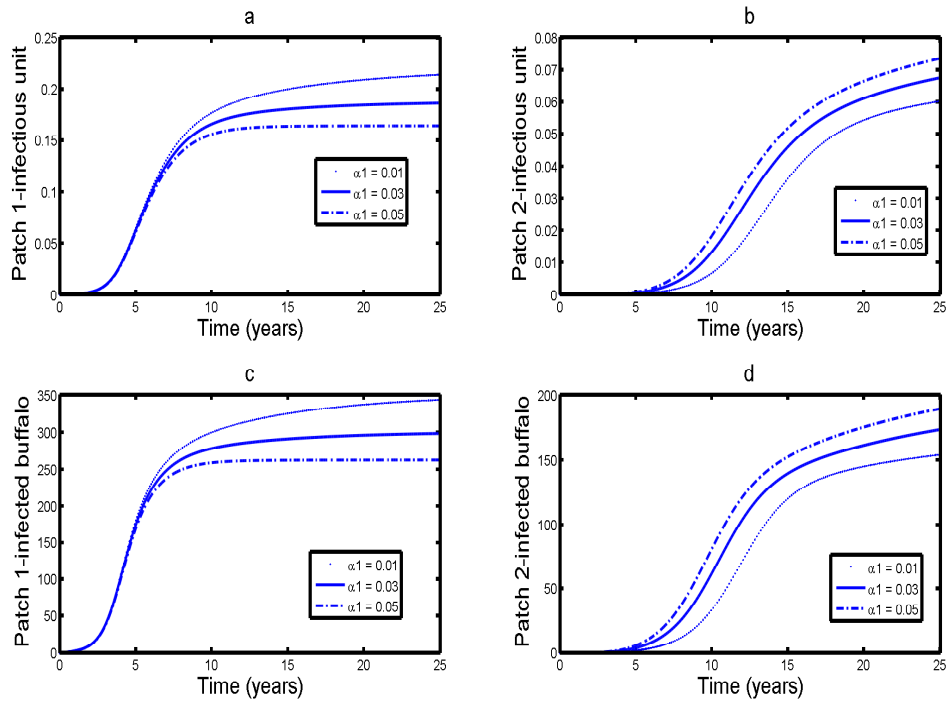 a
Patch 1-infectious unit
0.25
0.2
0.15
0.1
0.05
0
α1 = 0.01
α1 = 0.03
α1 = 0.05
0 5 10 15 20 25
Time (years)
b
Patch 2-infectious unit
0.08
0.07
0.06
0.05
0.04
0.03
0.02
0.01
0
α1 = 0.01
α1 = 0.03
α1 = 0.05
0 5 10 15 20 25
Time (years)
c
Patch 1-infected buffalo
350
300
250
200
150
100
50
0
α1 = 0.01
α1 = 0.03
α1 = 0.05
0 5 10 15 20 25
Time (years)
d
Patch 2-infected buffalo
200
150
100
50
0
α1 = 0.01
α1 = 0.03
α1 = 0.05
0 5 10 15 20 25
Time (years)